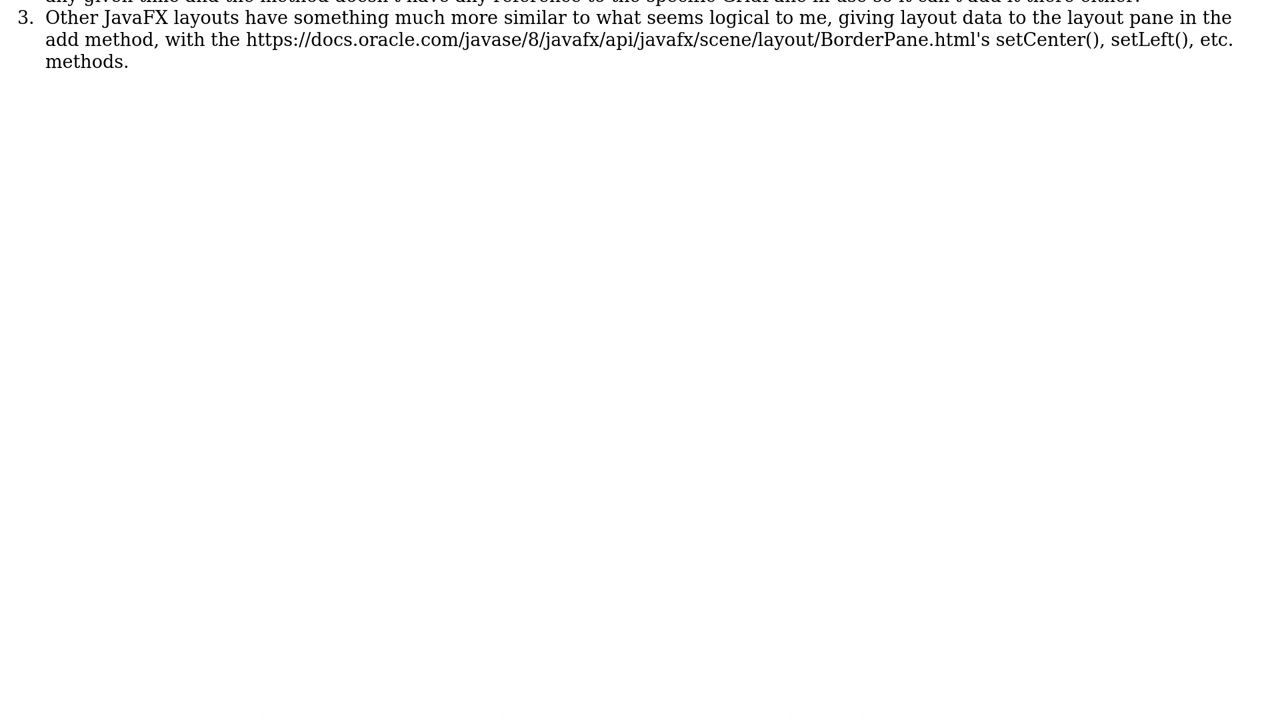 3. Other JavaFX layouts have something much more similar to what seems logical to me, giving layout data to the layout pane in the
add method, with the https://docs.oracle.com/javase/8/javafx/api/javafx/scene/layout/BorderPane.html's setCenter(), setLeft(), etc.
methods.